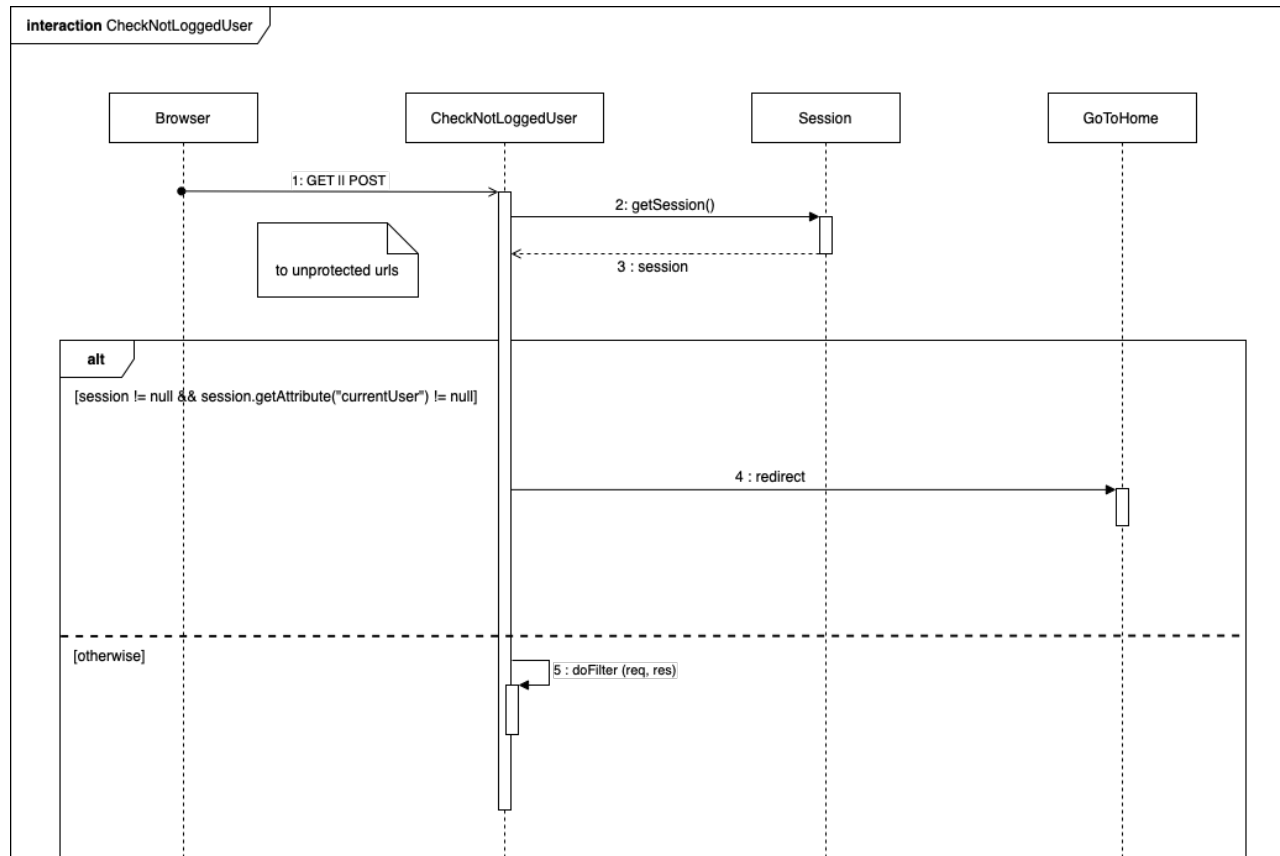 interaction CheckNotLoggedUser
Browser
CheckNotLoggedUser
Session
GoToHome
1: GET || POST
2: getSession()
to unprotected urls
3 : session
alt
[session != null && session.getAttribute("currentUser") != null]
4 : redirect
[otherwise]
5 : doFilter (req, res)